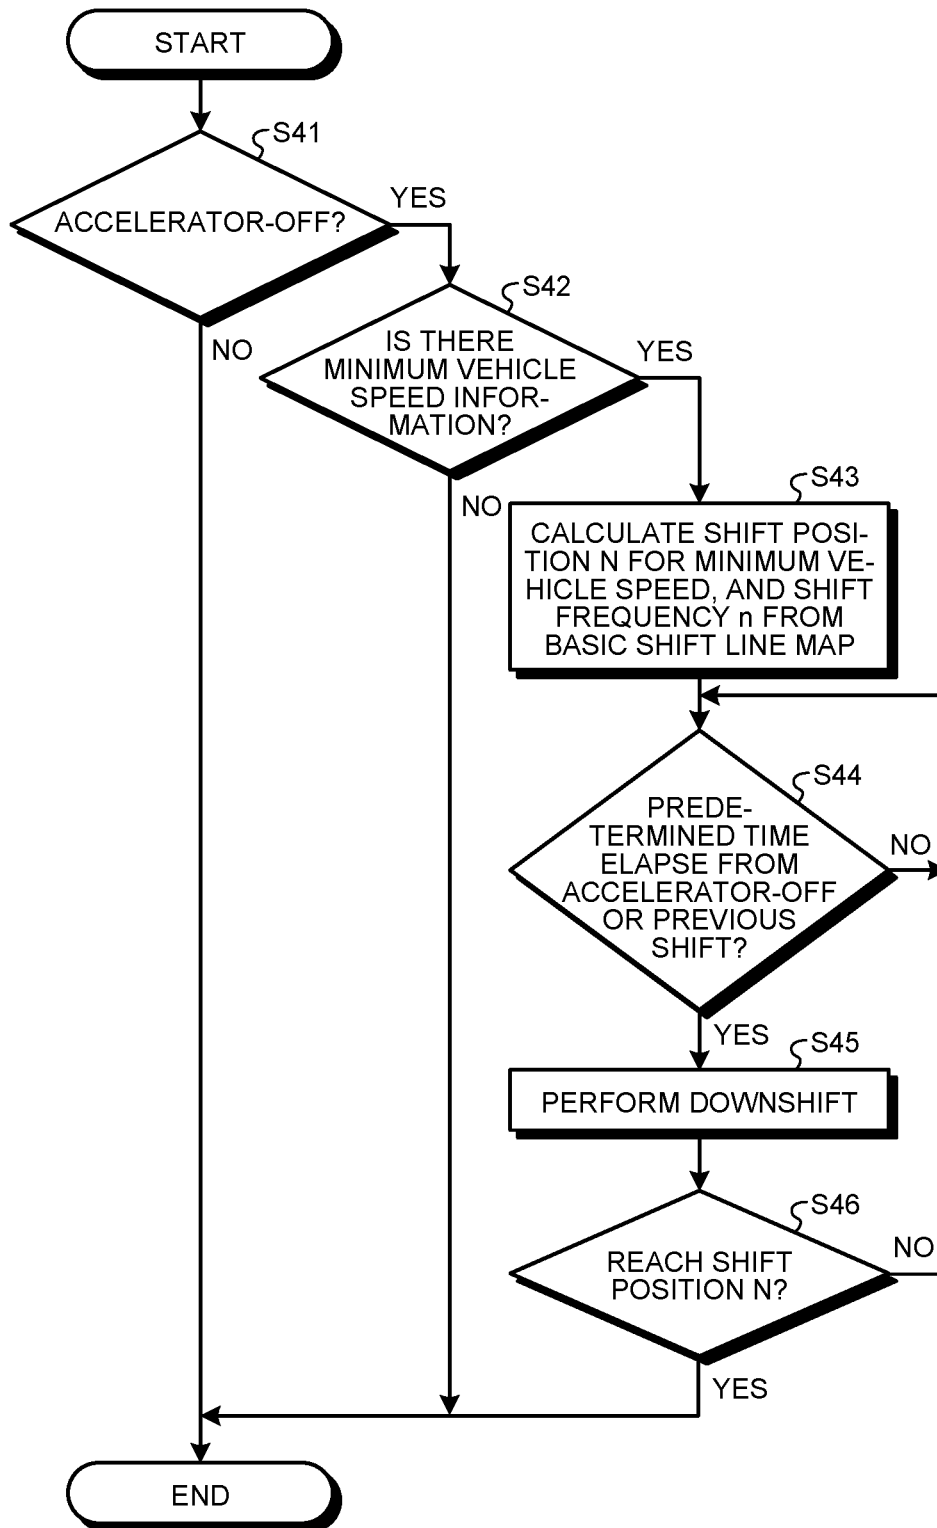 START
S41
ACCELERATOR-OFF?
YES
NO
S42
IS THERE
MINIMUM VEHICLE
SPEED INFOR-
MATION?
YES
NO
S43
CALCULATE SHIFT POSI-
TION N FOR MINIMUM VE-
HICLE SPEED, AND SHIFT
FREQUENCY n FROM
BASIC SHIFT LINE MAP
S44
PREDE-
TERMINED TIME
ELAPSE FROM
ACCELERATOR-OFF
OR PREVIOUS
SHIFT?
NO
YES
S45
PERFORM DOWNSHIFT
S46
REACH SHIFT
POSITION N?
NO
YES
END